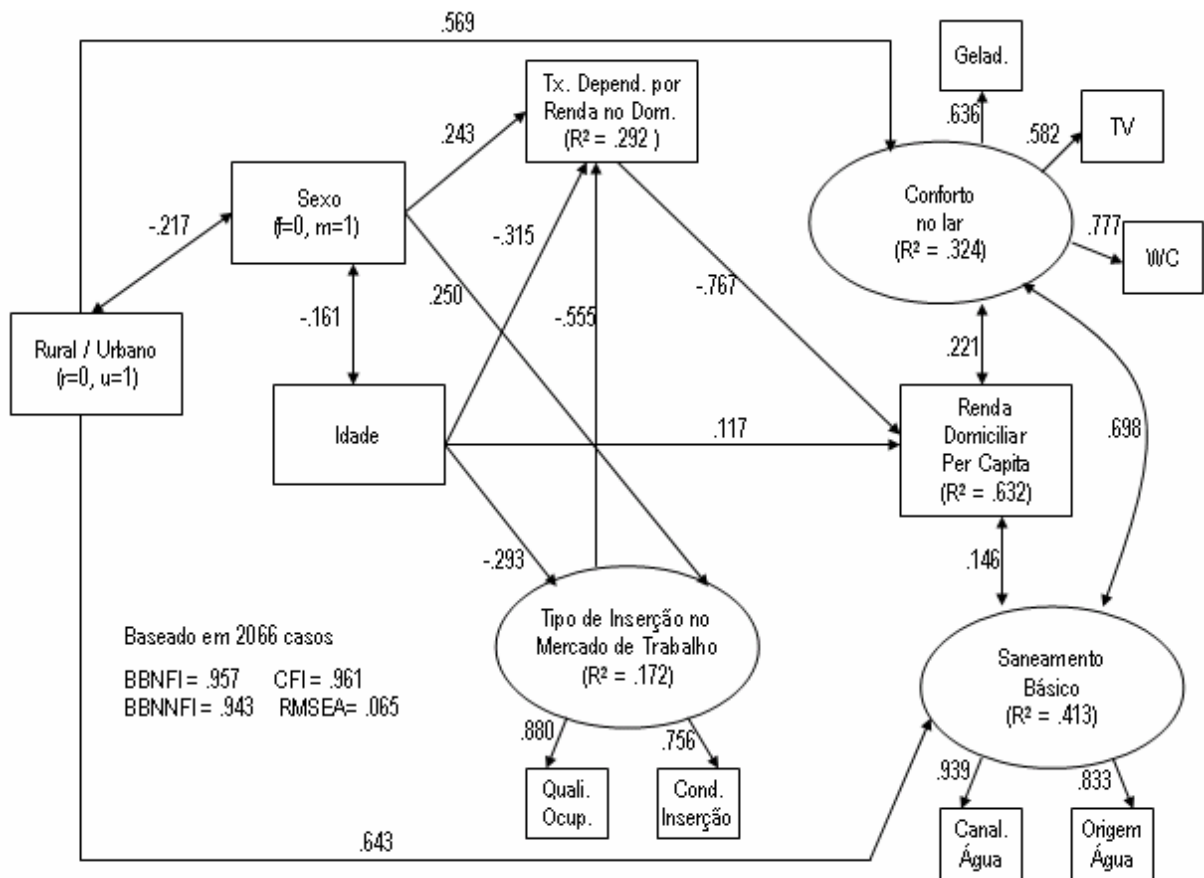 .569
Gelad.
.636
TV
.582
Tx. Depend. por
Renda no Dom.
(R² = .292 )
.243
Sexo
(f=0, m=1)
-.217
Conforto
no lar
(R² = .324)
.777
WC
-.315
-.767
.250
-.161
-.555
.221
Rural / Urbano
(r=0, u=1)
Idade
.117
Renda
Domiciliar
Per Capita
(R² = .632)
.698
-.293
.146
Tipo de Inserção no
Mercado de Trabalho
(R² = .172)
Baseado em 2066 casos
BBNFI = .957 CFI = .961
BBNNFI = .943 RMSEA= .065
Saneamento
Básico
(R² = .413)
.880
.756
Quali.
Ocup.
Cond.
Inserção
.939
.833
Canal.
Água
Origem
Água
.643